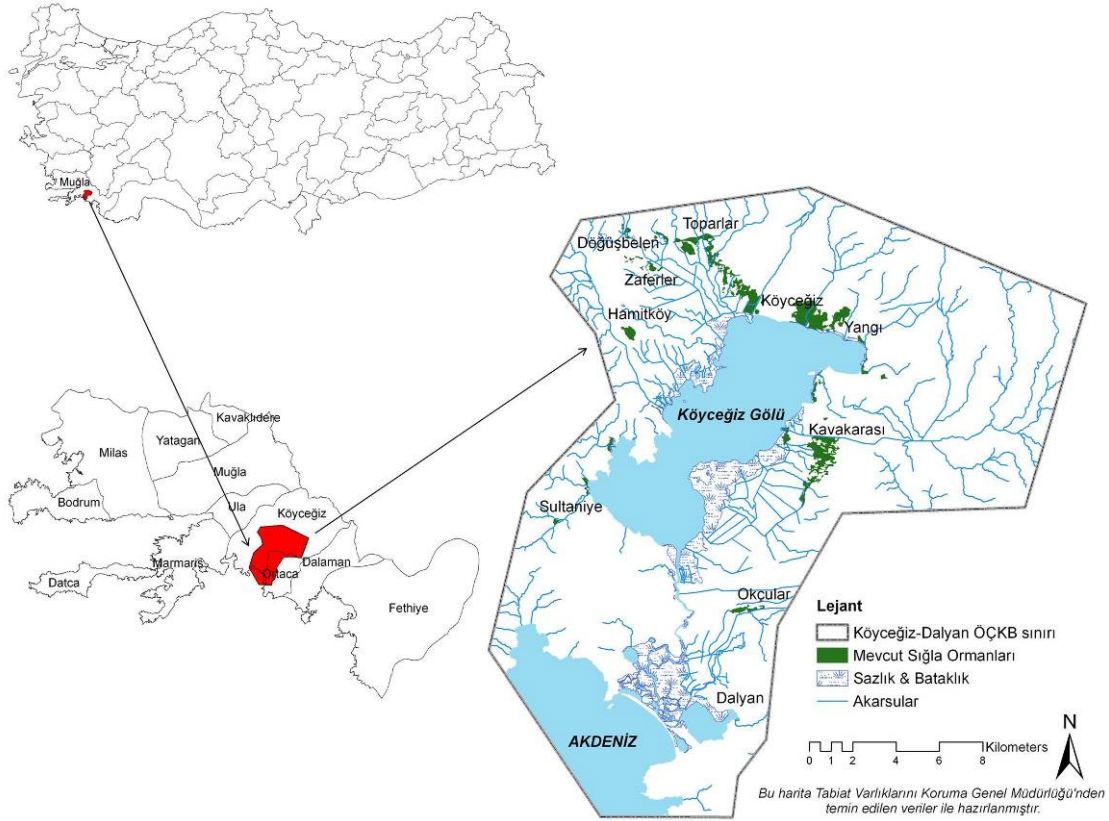 Muğla
Toparlar
Döğüşbelen
Zaferler
Köyceğiz
Hamitköy
Yangı
Köyceğiz Gölü
Kavakarası
Sultaniye
Okçular
Dalyan
AKDENİZ
Kavaklıdere
Yatagan
Milas
Muğla
Bodrum
Ula
Köyceğiz
Marmaris
Dalaman
Ortaca
Datca
Fethiye
Lejant
Köyceğiz-Dalyan ÖÇKB sınırı
Mevcut Sığla Ormanları
Sazlık & Bataklık
Akarsular
N
Kilometers
0 1 2 4 6 8
Bu harita Tabiat Varlıklarını Koruma Genel Müdürlüğü'nden
temin edilen veriler ile hazırlanmıştır.